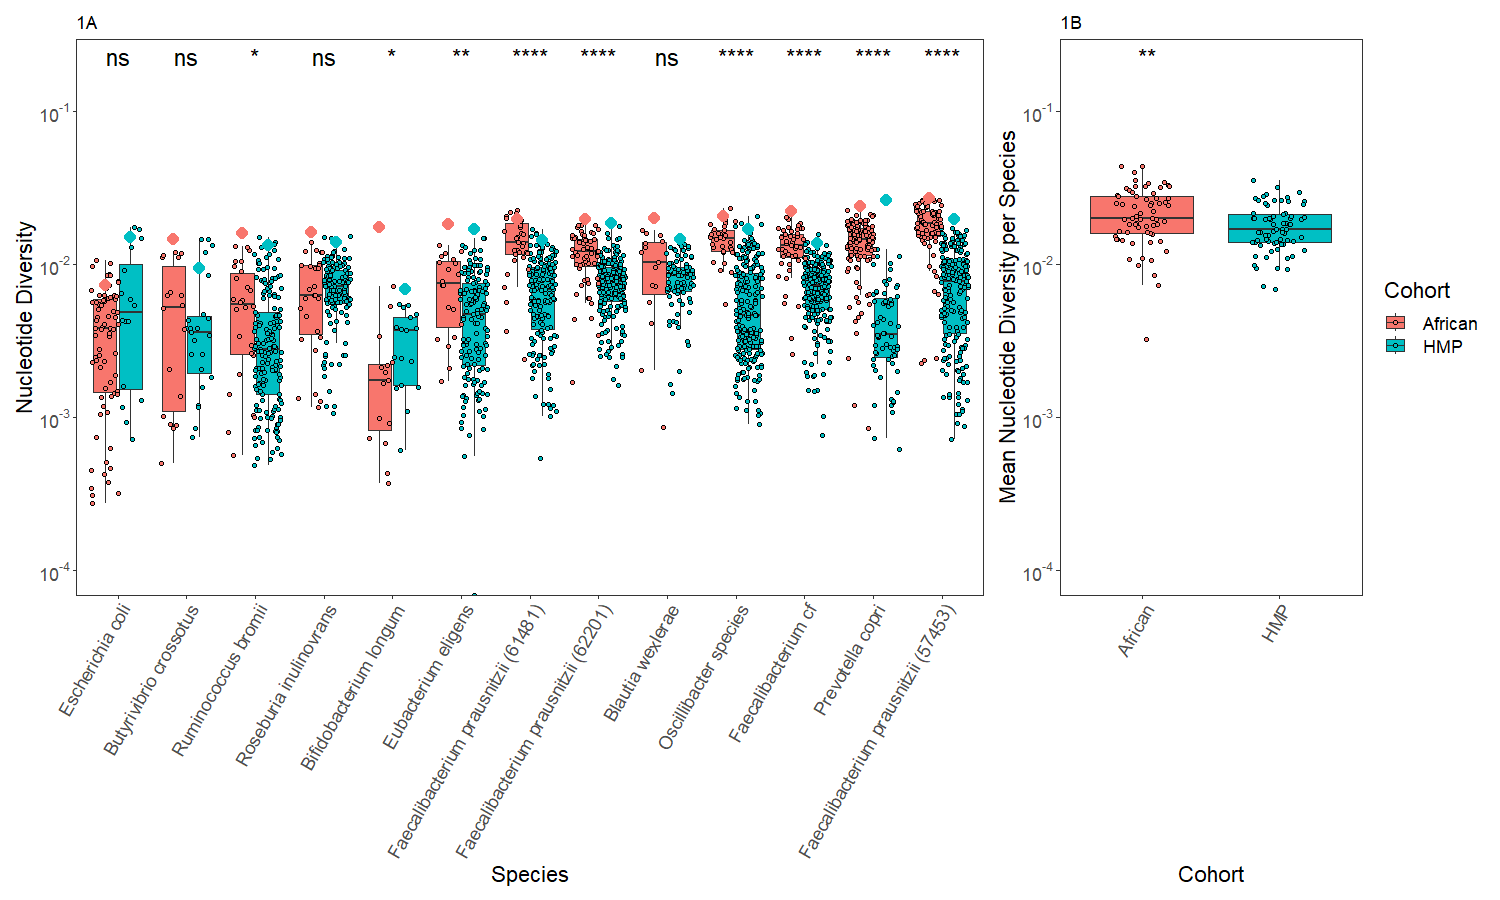 1A
1B
ns ns * ns * ** **** **** ns **** **** **** ****
**
10-1
10-2
10-3
10-4
Nucleotide Diversity
10-1
10-2
10-3
10-4
Mean Nucleotide Diversity per Species
Cohort
African
HMP
Escherichia coli
Butyrivibrio crossotus
Ruminococcus bromii
Roseburia inulinovrans
Bifidobacterium longum
Eubacterium eligens
Faecalibacterium prausnitzii (61481)
Faecalibacterium prausnitzii (62201)
Blautia wexlerae
Oscillibacter species
Faecalibacterium cf
Prevotella copri
Faecalibacterium prausnitzii (57453)
African
HMP
Species
Cohort